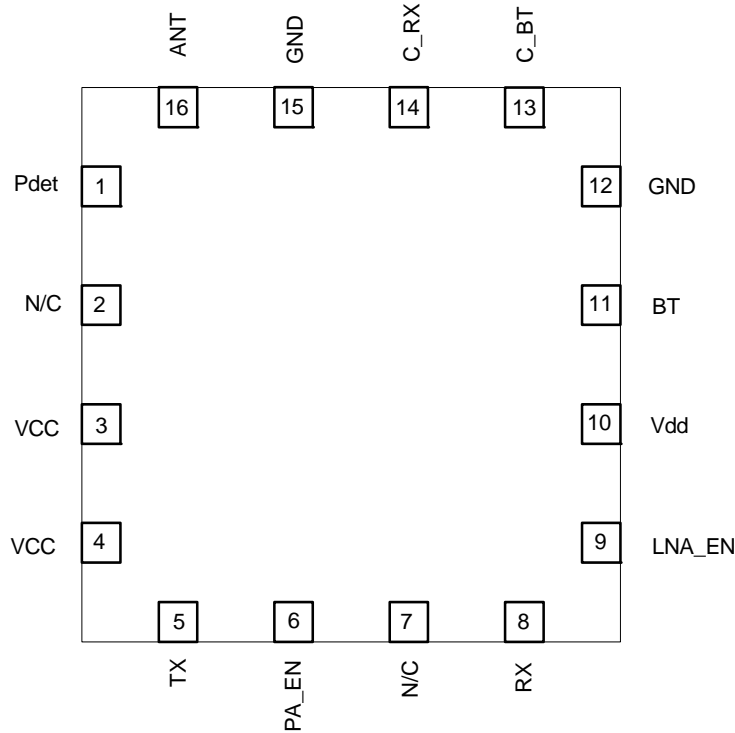 ANT
GND
C_RX
C_BT
16
15
14
13
Pdet
1
12
GND
N/C
2
11
BT
VCC
3
10
Vdd
VCC
4
9
LNA_EN
5
6
7
8
TX
PA_EN
N/C
RX